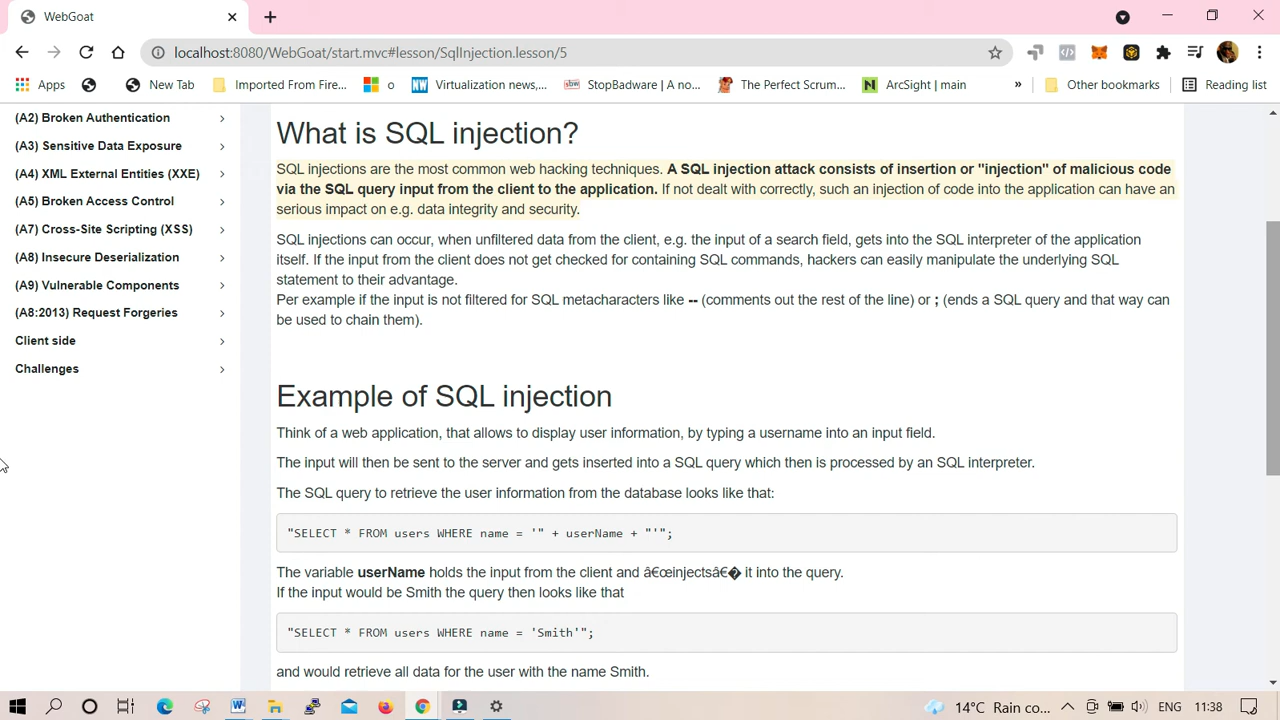 WebGoat
localhost:8080/WebGoat/start.mvc#lesson/SqlInjection.lesson/5
Apps
New Tab
Imported From Fire...
o
Virtualization news,...
StopBadware | A no...
The Perfect Scrum...
ArcSight | main
»
Other bookmarks
Reading list
(A2) Broken Authentication
(A3) Sensitive Data Exposure
(A4) XML External Entities (XXE)
(A5) Broken Access Control
(A7) Cross-Site Scripting (XSS)
(A8) Insecure Deserialization
(A9) Vulnerable Components
(A8:2013) Request Forgeries
Client side
Challenges
What is SQL injection?
SQL injections are the most common web hacking techniques. A SQL injection attack consists of insertion or "injection" of malicious code
via the SQL query input from the client to the application. If not dealt with correctly, such an injection of code into the application can have an
serious impact on e.g. data integrity and security.
SQL injections can occur, when unfiltered data from the client, e.g. the input of a search field, gets into the SQL interpreter of the application
itself. If the input from the client does not get checked for containing SQL commands, hackers can easily manipulate the underlying SQL
statement to their advantage.
Per example if the input is not filtered for SQL metacharacters like -- (comments out the rest of the line) or ; (ends a SQL query and that way can
be used to chain them).
Example of SQL injection
Think of a web application, that allows to display user information, by typing a username into an input field.
The input will then be sent to the server and gets inserted into a SQL query which then is processed by an SQL interpreter.
The SQL query to retrieve the user information from the database looks like that:
"SELECT * FROM users WHERE name = '" + userName + "'";
The variable userName holds the input from the client and â€œinjectsâ€� it into the query.
If the input would be Smith the query then looks like that
"SELECT * FROM users WHERE name = 'Smith'";
and would retrieve all data for the user with the name Smith.
14°C Rain co...
ENG
11:38